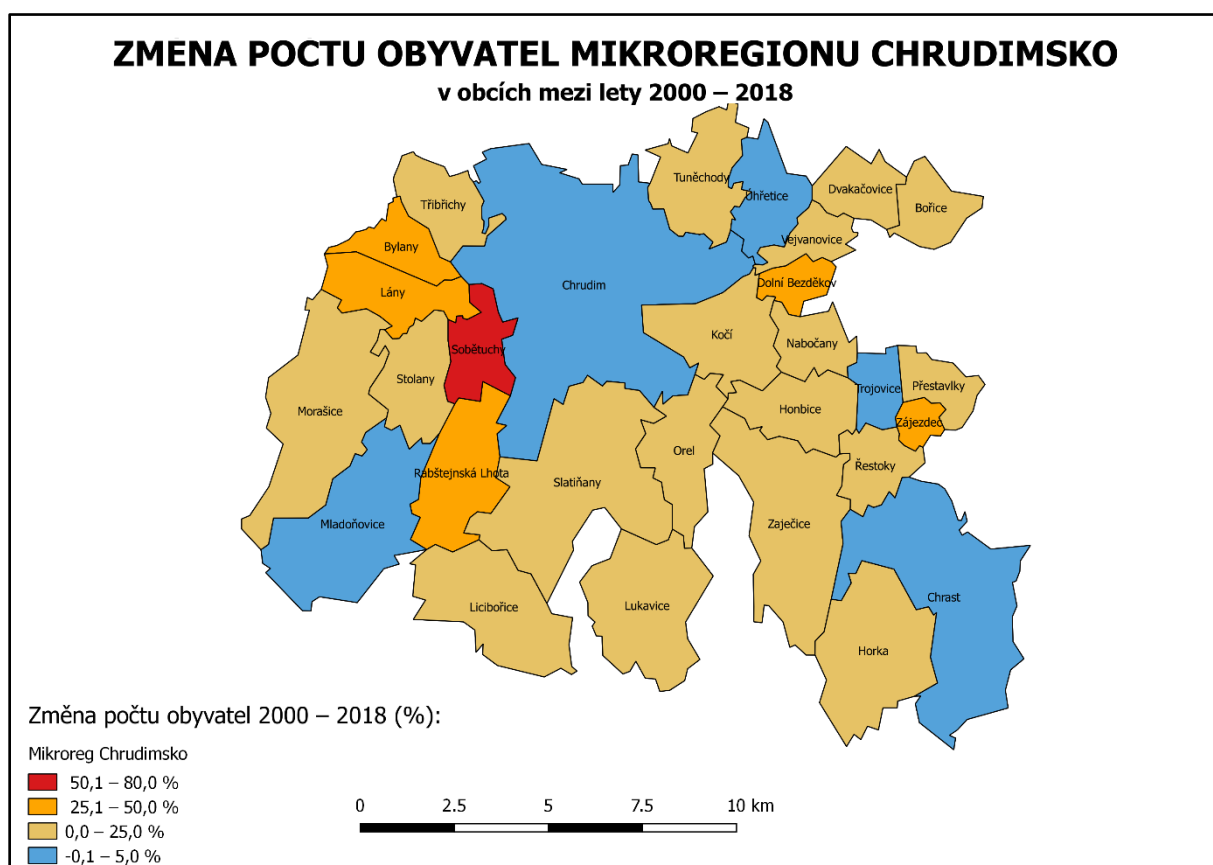 ZMĚNA POČTU OBYVATEL MIKROREGIONU CHRUDIMSKO
v obcích mezi lety 2000 – 2018
Tuněchody
Úhřetice
Dvakačovice
Bořice
Třibřichy
Vejvanovice
Bylany
Dolní Bezděkov
Chrudim
Lány
Kočí
Nabočany
Sobětuchy
Stolany
Trojovice
Přestavlky
Morašice
Honbice
Zájezdec
Orel
Řestoky
Rabštejnská Lhota
Slatiňany
Mladoňovice
Zaječice
Chrast
Licibořice
Lukavice
Horka
Změna počtu obyvatel 2000 – 2018 (%):
Mikroreg Chrudimsko
50,1 – 80,0 %
25,1 – 50,0 %
0,0 – 25,0 %
-0,1 – 5,0 %
0 2.5 5 7.5 10 km